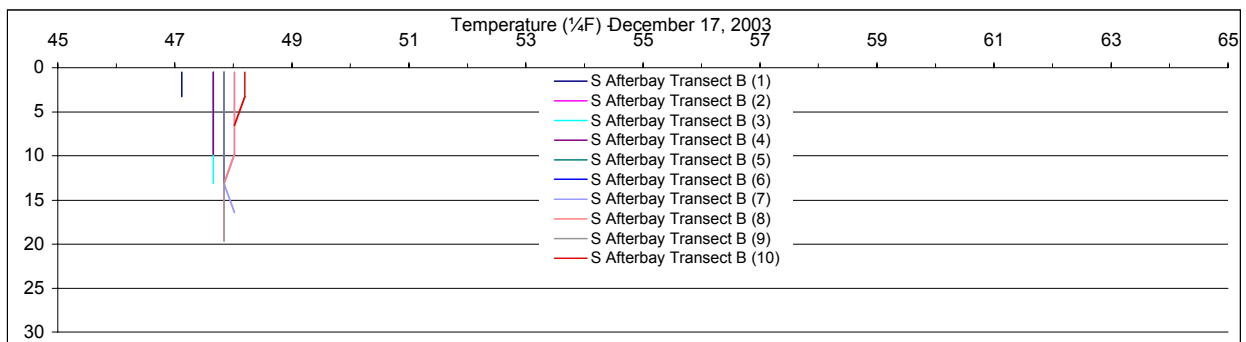 Temperature (¼F) -December 17, 2003
45 47 49 51 53 55 57 59 61 63 65
0
5
10
15
20
25
30
S Afterbay Transect B (1)
S Afterbay Transect B (2)
S Afterbay Transect B (3)
S Afterbay Transect B (4)
S Afterbay Transect B (5)
S Afterbay Transect B (6)
S Afterbay Transect B (7)
S Afterbay Transect B (8)
S Afterbay Transect B (9)
S Afterbay Transect B (10)